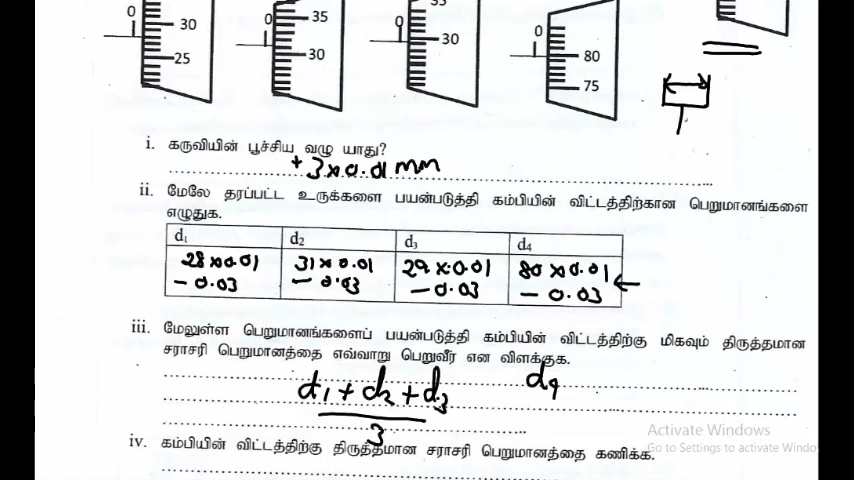 35
35
0 30 0 0 30 0 80
25 30 75
i. கருவியின் பூச்சிய வழு யாது?
+ 3 x 0.01 mm
ii. மேலே தரப்பட்ட உருக்களை பயன்படுத்தி கம்பியின் விட்டத்திற்கான பெறுமானங்களை
எழுதுக.
d1 d2 d3 d4
28 x 0.01 31 x 0.01 29 x 0.01 80 x 0.01
- 0.03 - 0.03 - 0.03 - 0.03
iii. மேலுள்ள பெறுமானங்களைப் பயன்படுத்தி கம்பியின் விட்டத்திற்கு மிகவும் திருத்தமான
சராசரி பெறுமானத்தை எவ்வாறு பெறுவீர் என விளக்குக.
d1 + d2 + d3 d4
3
iv. கம்பியின் விட்டத்திற்கு திருத்தமான சராசரி பெறுமானத்தை கணிக்க.
Activate Windows
Go to Settings to activate Windo